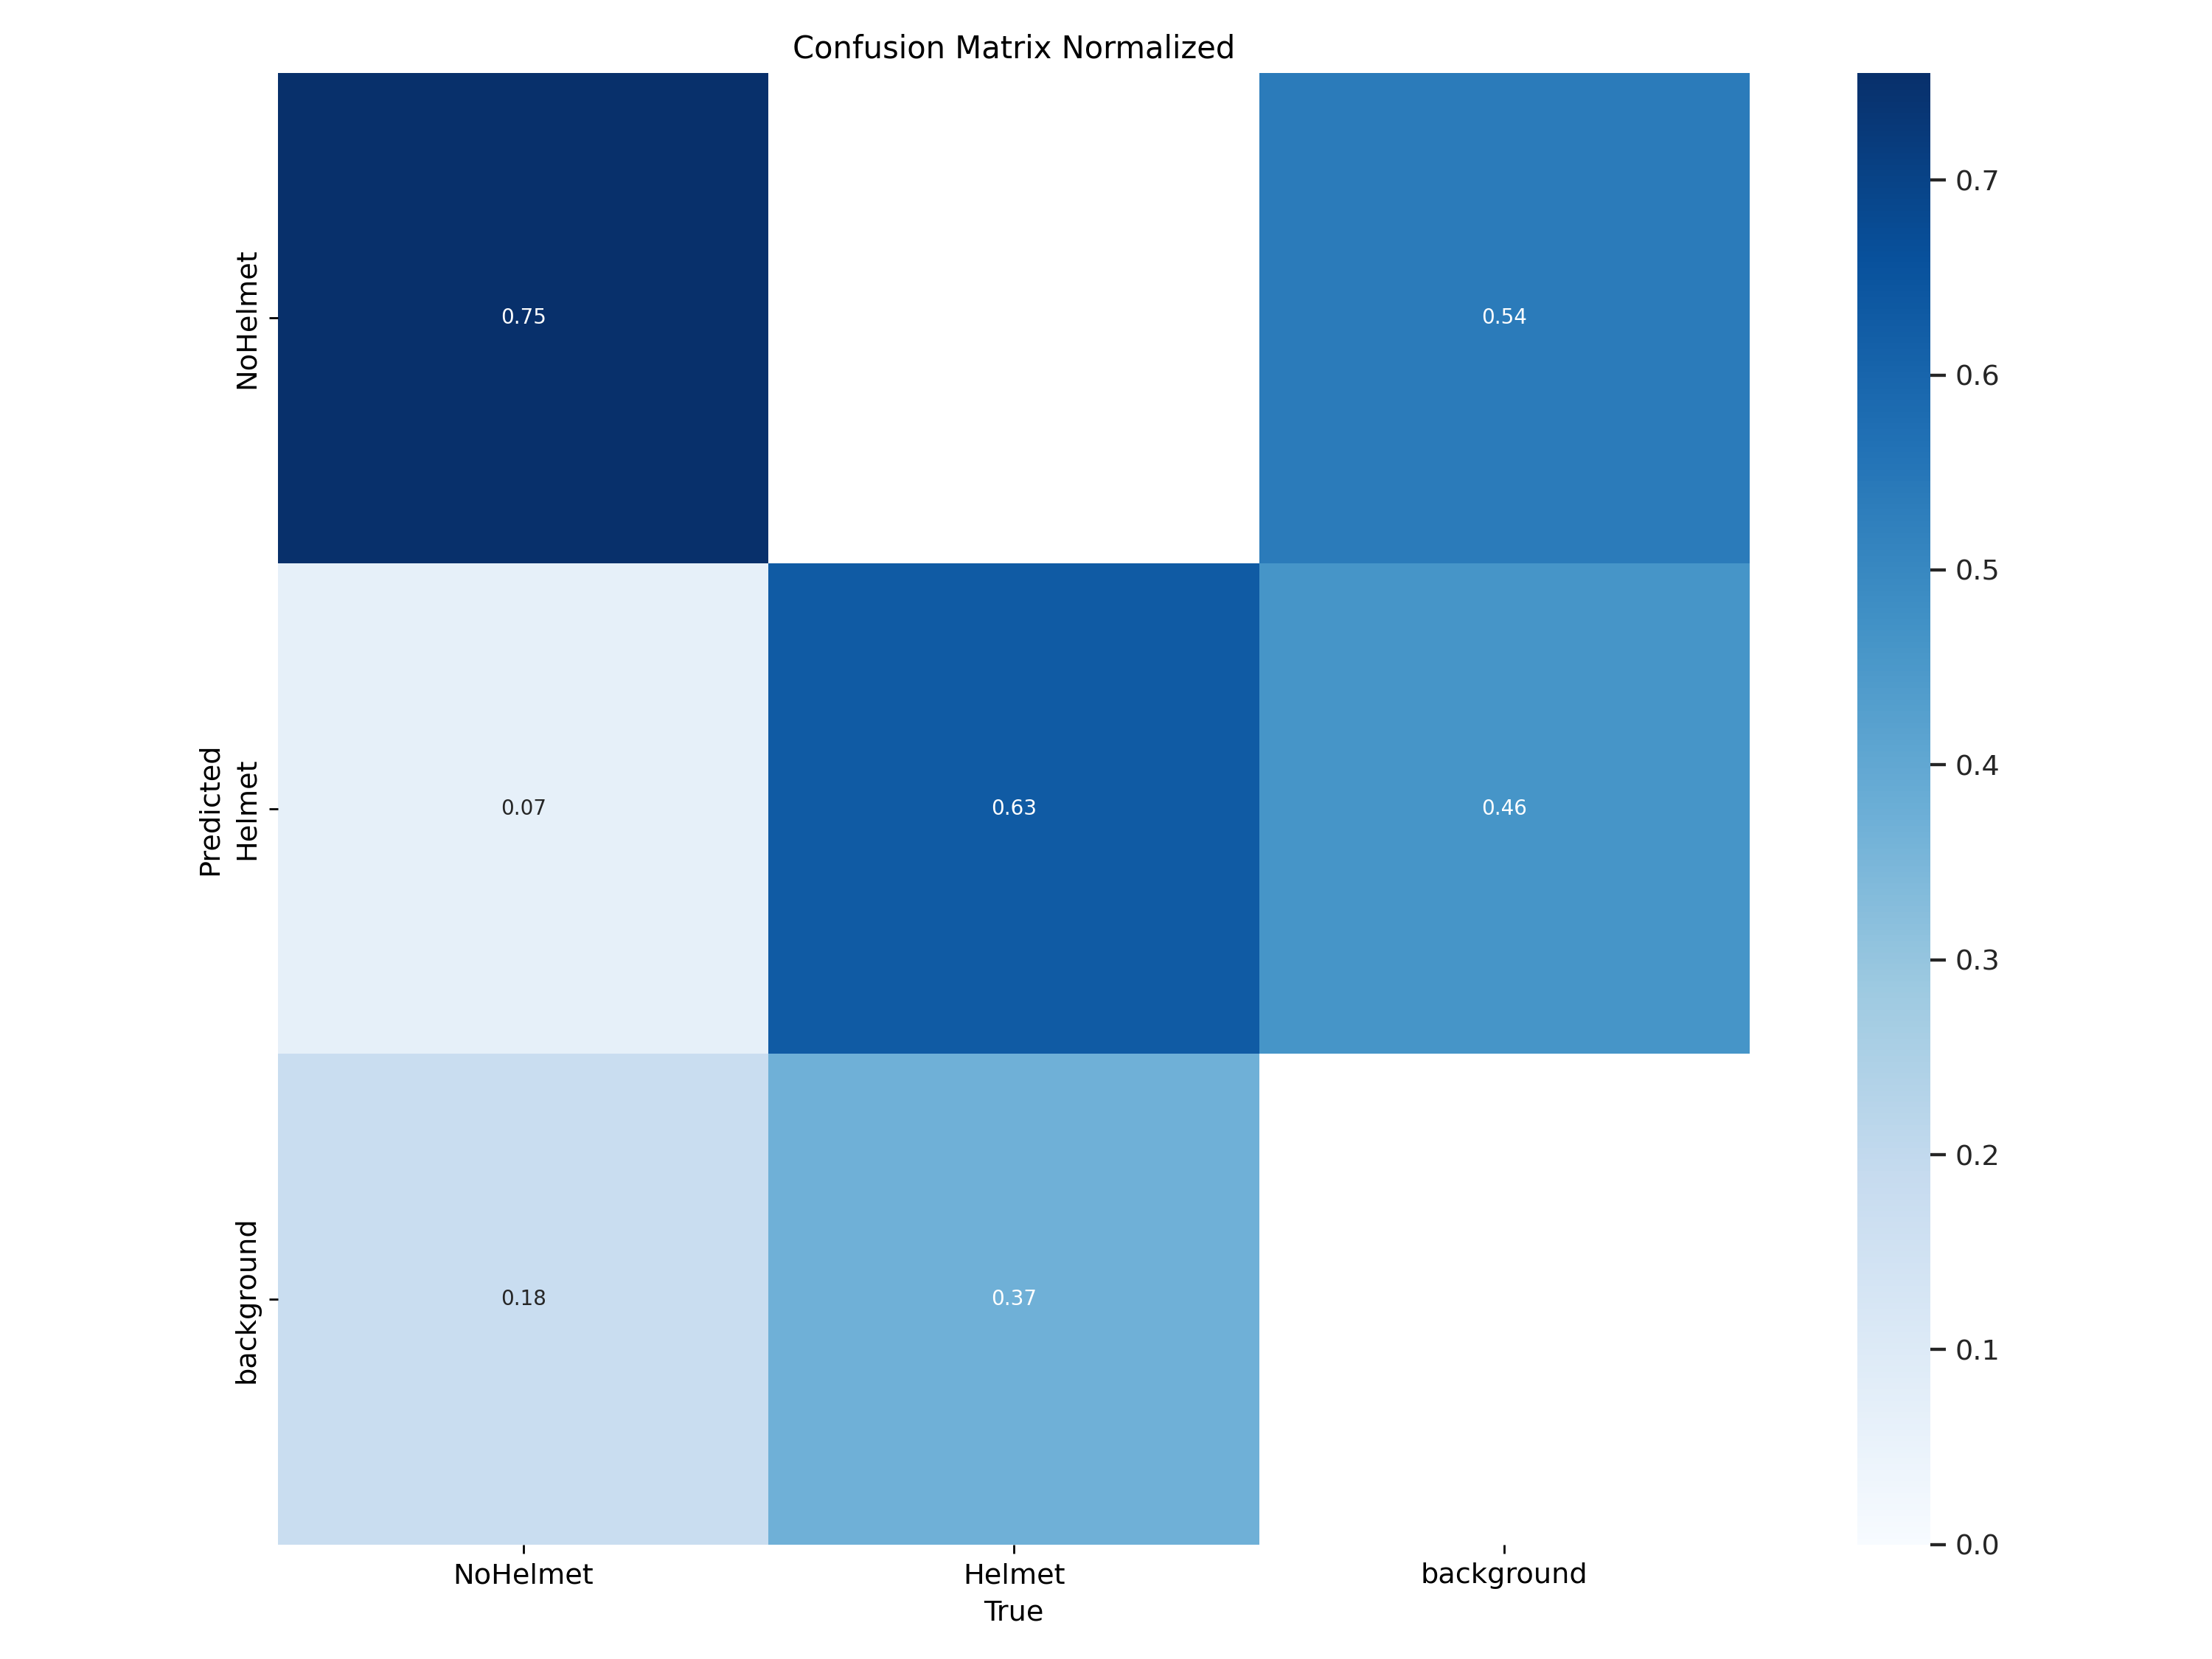 Confusion Matrix Normalized
NoHelmet
0.75
0.54
0.7
0.6
0.5
Predicted
Helmet
0.07
0.63
0.46
0.4
0.3
background
0.18
0.37
0.2
0.1
0.0
NoHelmet
Helmet
background
True